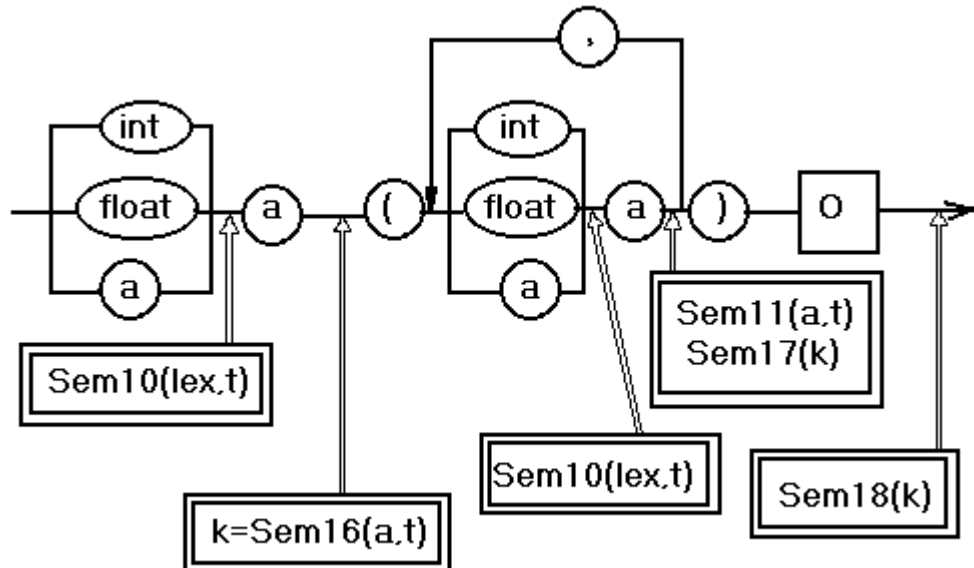 ,
int
int
float
a
(
float
a
)
O
a
a
Sem10(lex,t)
Sem11(a,t)
Sem17(k)
k=Sem16(a,t)
Sem10(lex,t)
Sem18(k)